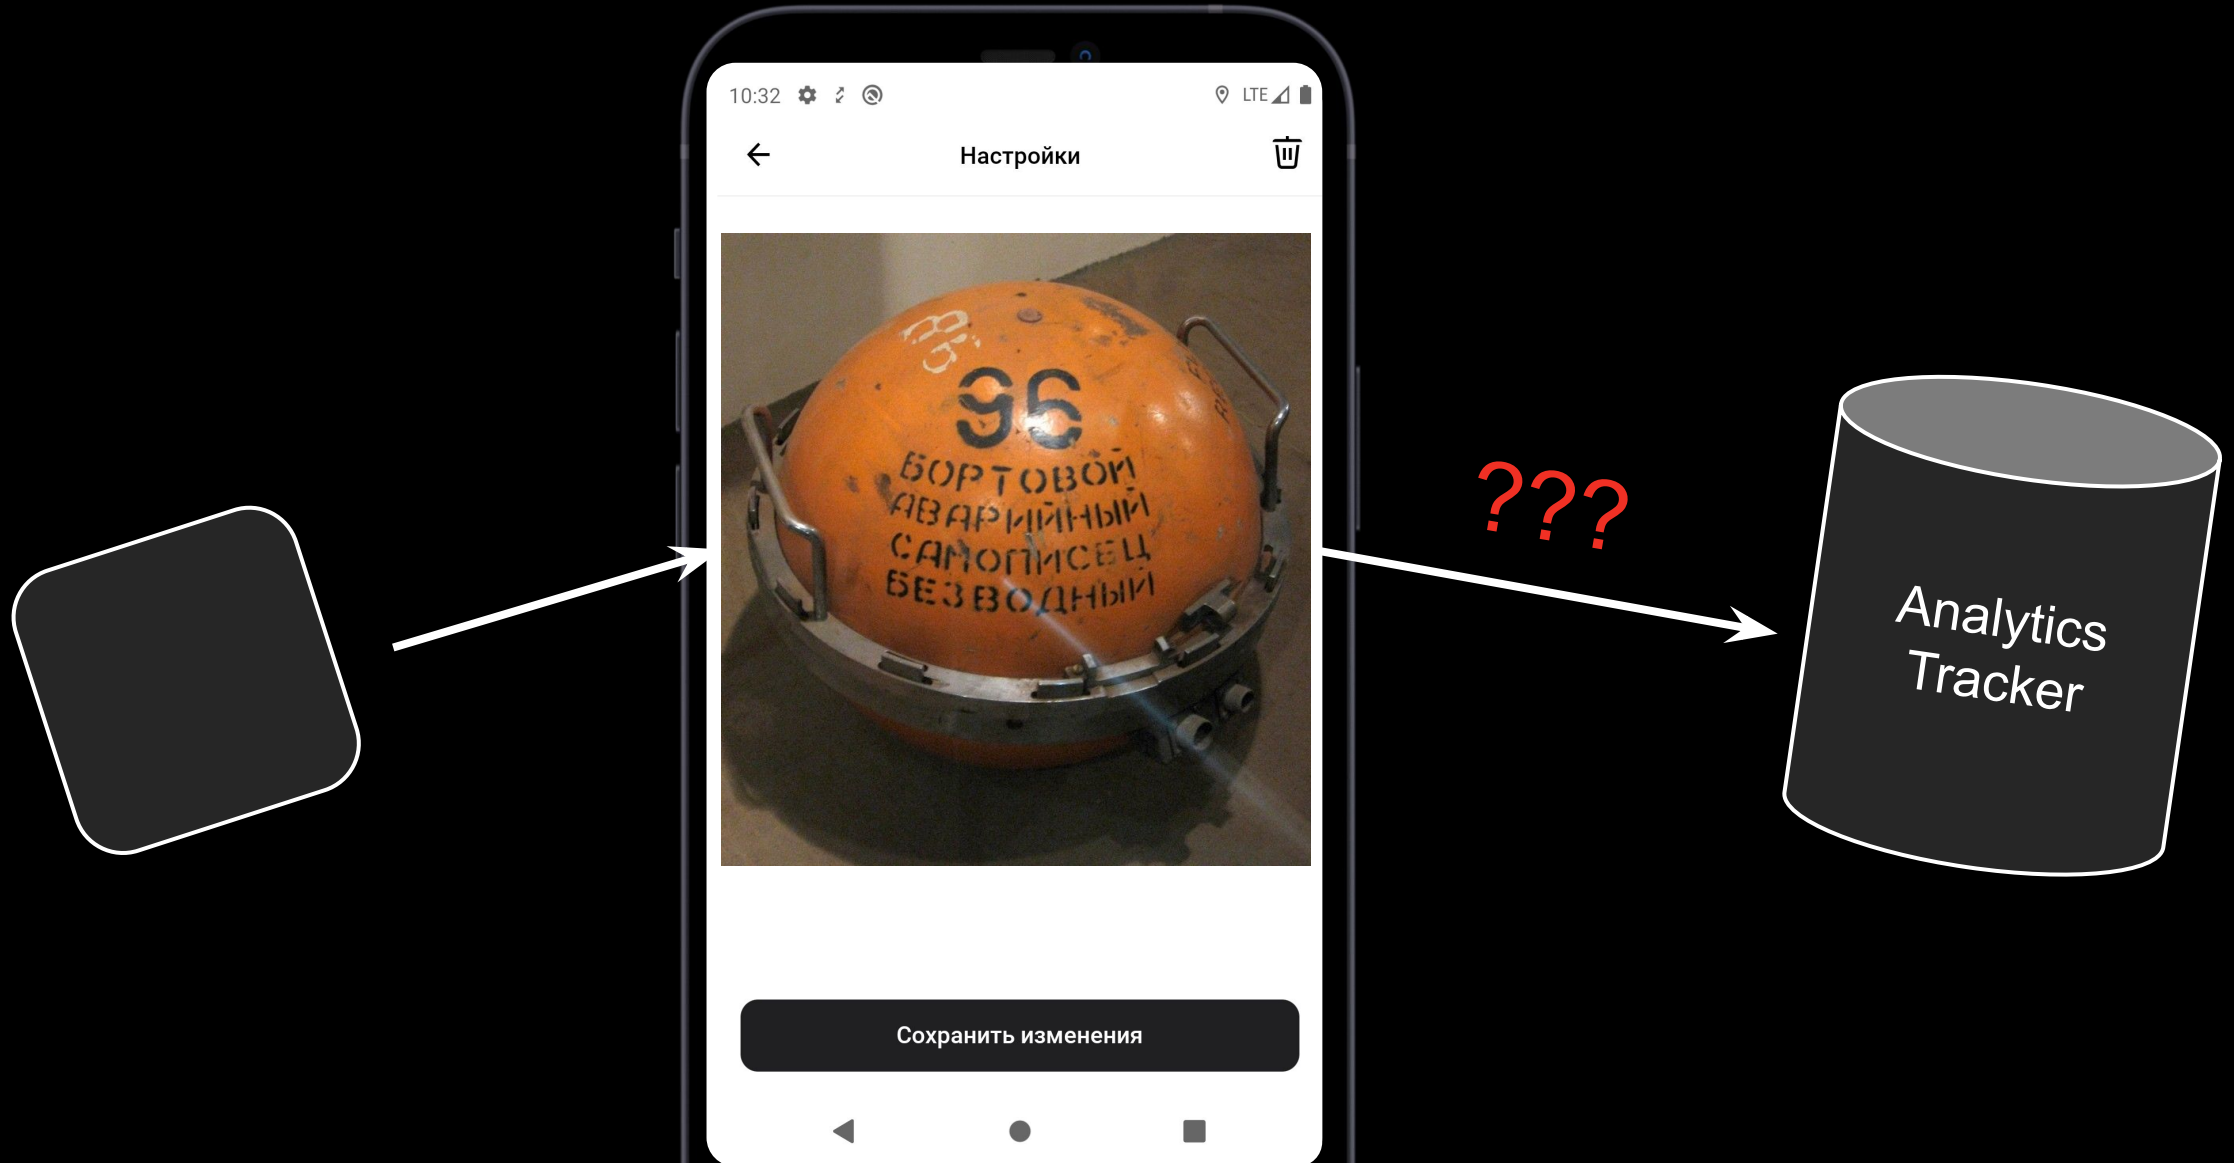 10:32
LTE
Настройки
96
БОРТОВОЙ
АВАРИЙНЫЙ
САМОПИСЕЦ
БЕЗВОДНЫЙ
Сохранить изменения
???
Analytics
Tracker